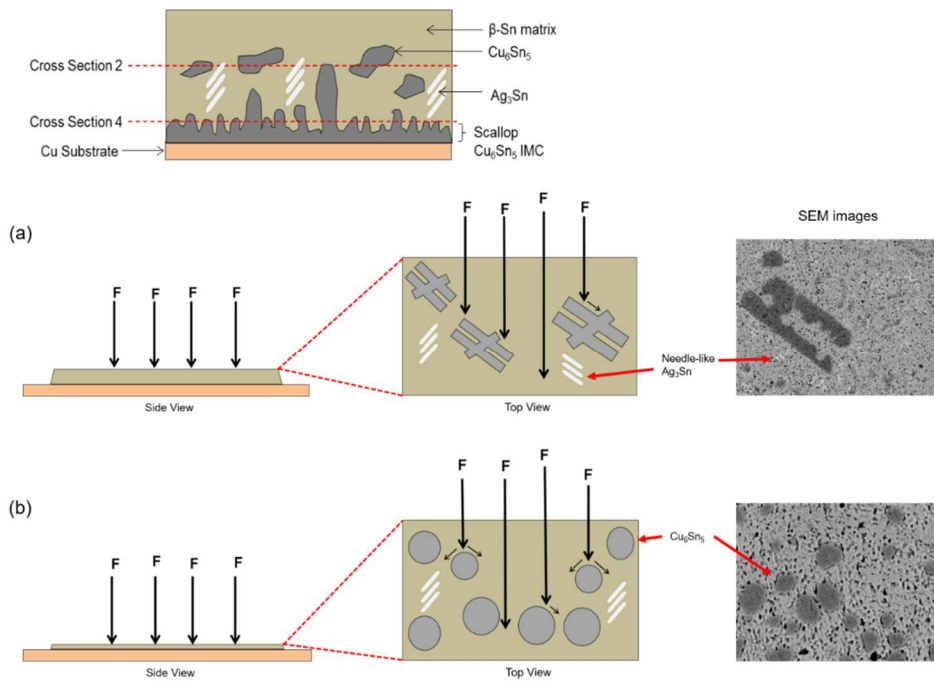 β-Sn matrix
Cu6Sn5
Cross Section 2
Ag3Sn
Cross Section 4
Scallop
Cu6Sn5 IMC
Cu Substrate
SEM images
(a)
F F F F
F F F F
Needle-like
Ag3Sn
Side View
Top View
(b)
F F F F
F F F F
Cu6Sn5
Side View
Top View